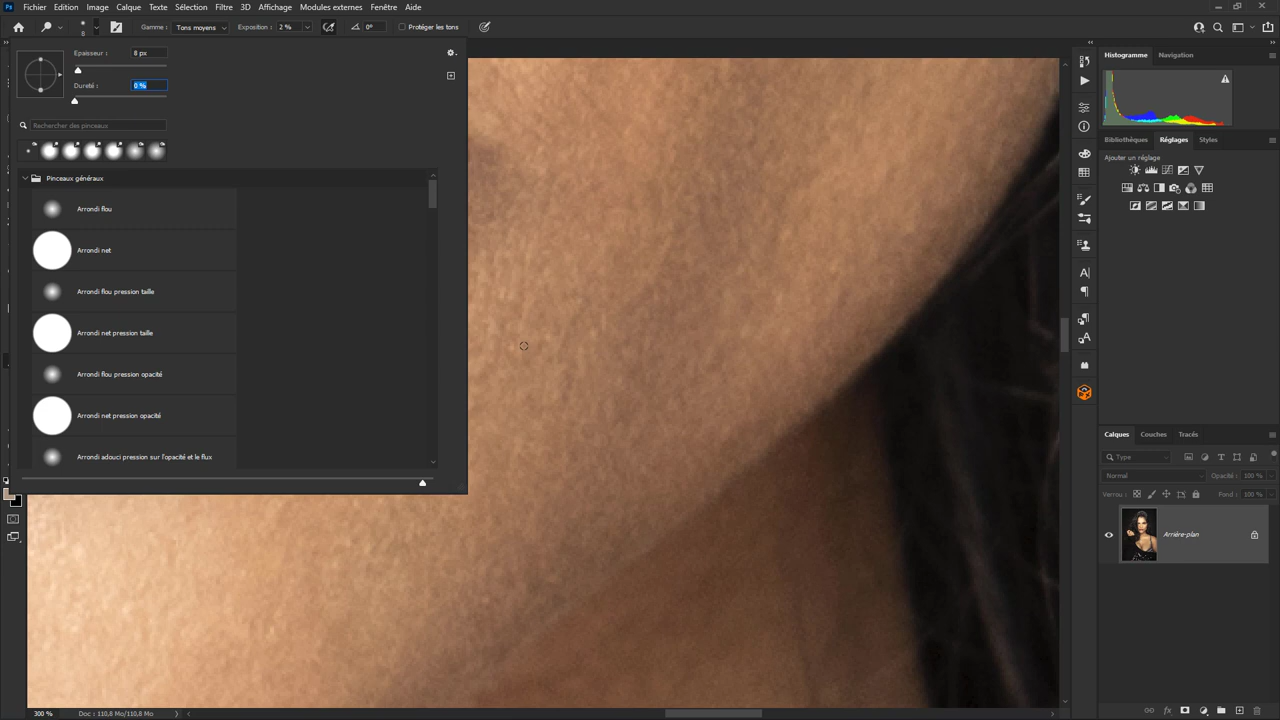 Ps Fichier Edition Image Calque Texte Sélection Filtre 3D Affichage Modules externes Fenêtre Aide
8 Gamme : Tons moyens Exposition : 2 % 0° Protéger les tons
Epaisseur : 8 px
Dureté : 0 %
Rechercher des pinceaux
Pinceaux généraux
Arrondi flou
Arrondi net
Arrondi flou pression taille
Arrondi net pression taille
Arrondi flou pression opacité
Arrondi net pression opacité
Arrondi adouci pression sur l'opacité et le flux
Histogramme Navigation
Bibliothèques Réglages Styles
Ajouter un réglage
Calques Couches Tracés
Type
Normal Opacité : 100 %
Verrou : Fond : 100 %
Arrière-plan
300 % Doc : 110,8 Mo/110,8 Mo